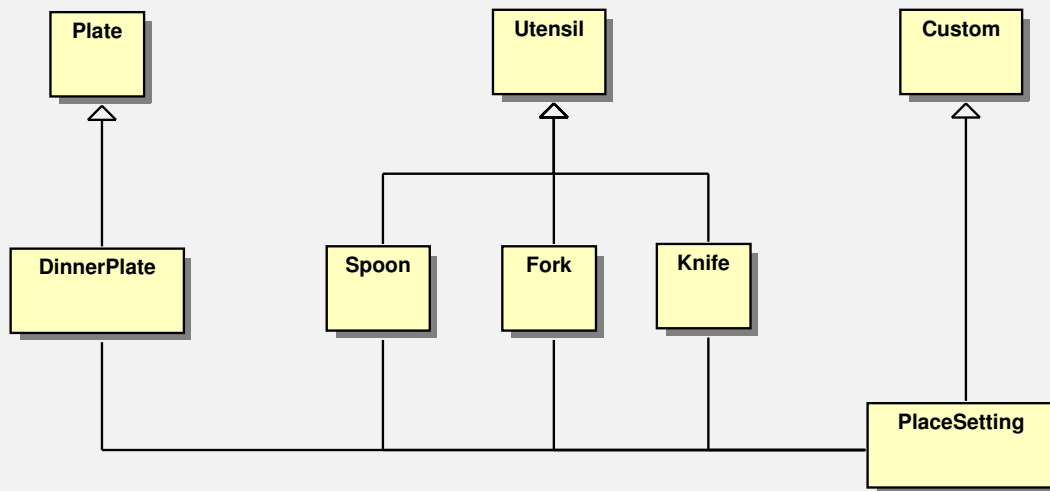 Plate
Utensil
Custom
DinnerPlate
Spoon
Fork
Knife
PlaceSetting